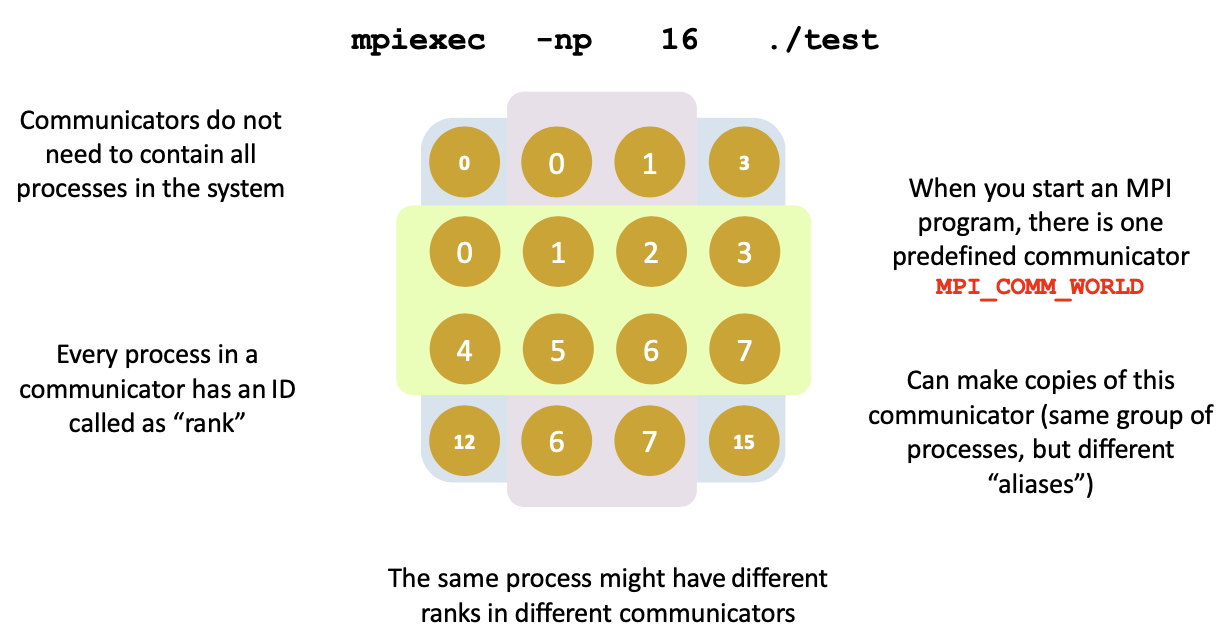 mpiexec -np 16 ./test
Communicators do not
need to contain all
processes in the system
Every process in a
communicator has an ID
called as “rank”
0 0 1 3
0 1 2 3
4 5 6 7
12 6 7 15
When you start an MPI
program, there is one
predefined communicator
MPI_COMM_WORLD
Can make copies of this
communicator (same group of
processes, but different
“aliases”)
The same process might have different
ranks in different communicators